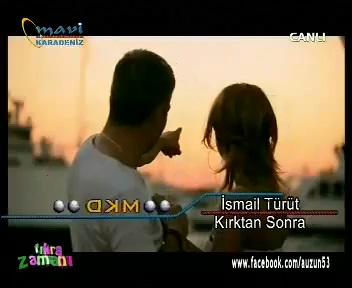 mavi
KARADENİZ
CANLI
MKD
İsmail Türüt
Kırktan Sonra
fıkra
zamanı
www.facebook.com/auzun53